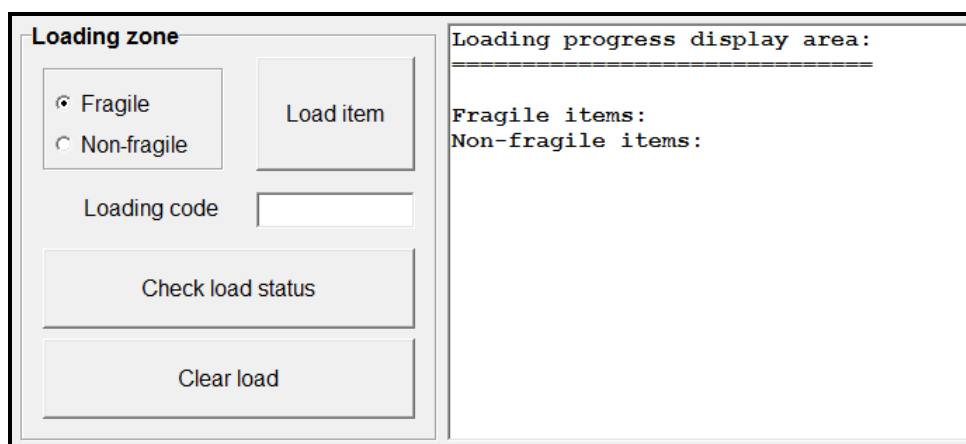 Loading zone
Fragile
Non-fragile
Load item
Loading code
Check load status
Clear load
Loading progress display area:
==============================
Fragile items:
Non-fragile items: